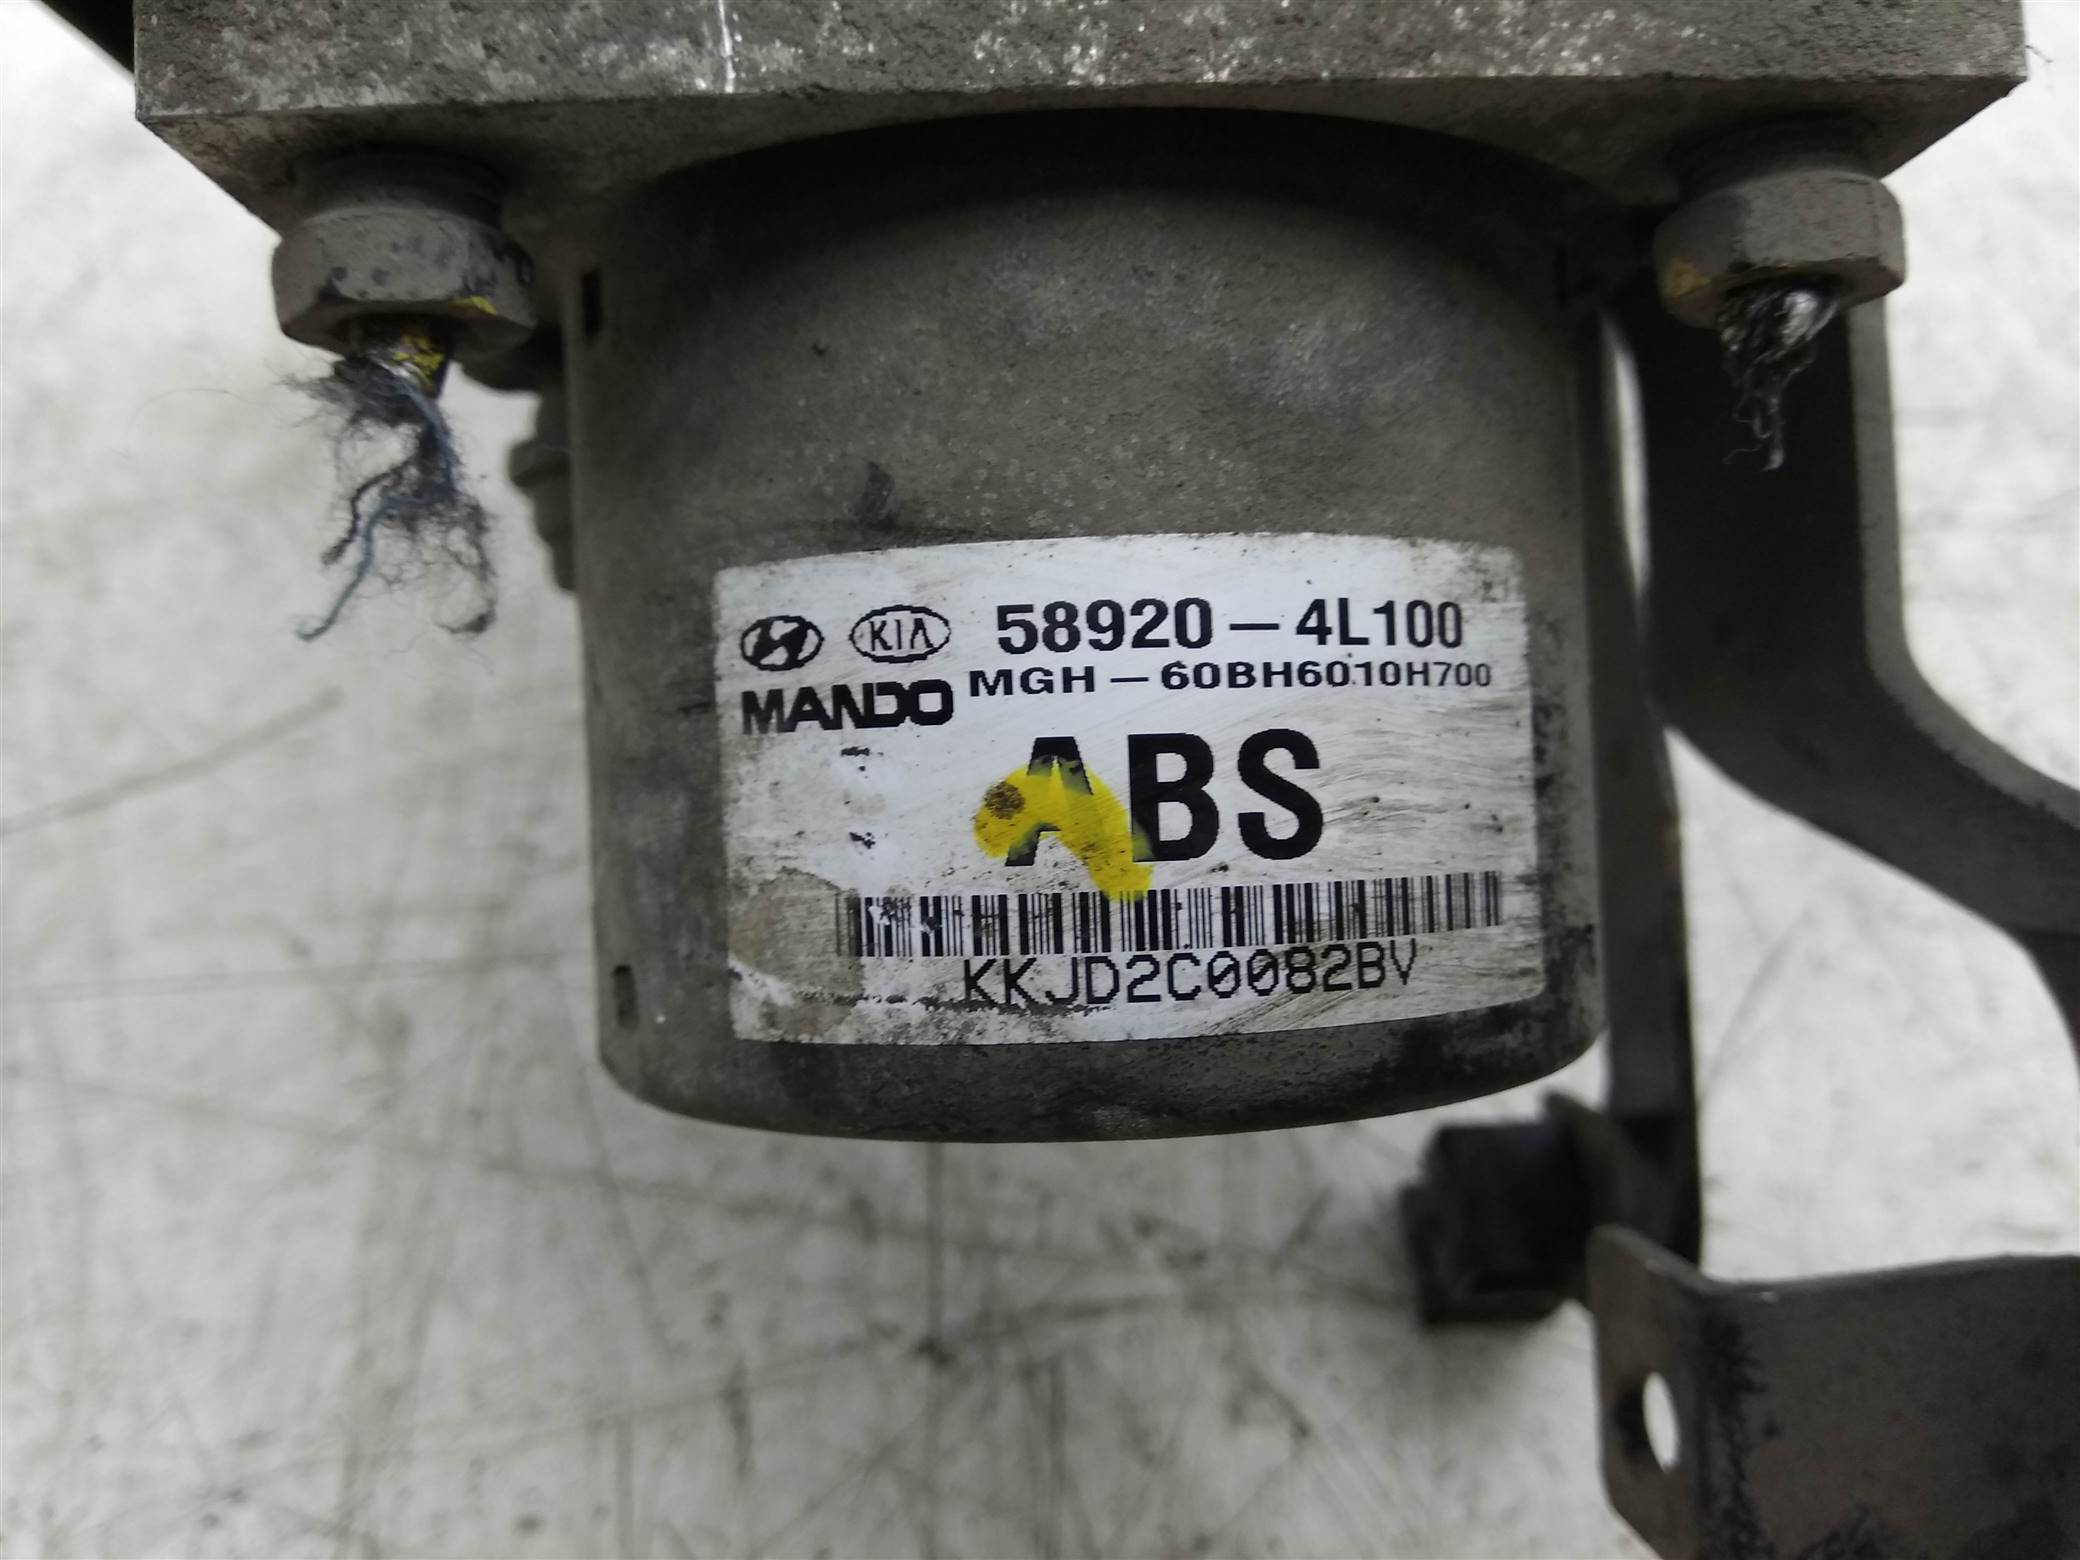 KIA 58920-4L100
MANDO MGH-60BH6010H700
ABS
KKJD2C0082BV